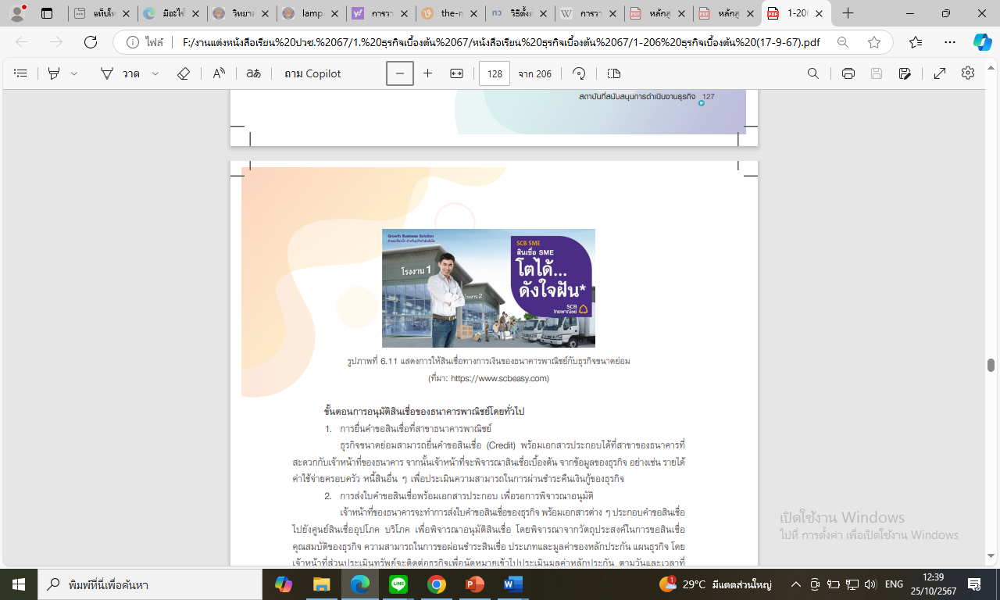 แท็บให
มีอะไร
วิทยาล
lampa
การวา
the-n
วิธีตั้งเ
การวา
หลักสู
หลักสู
1-20
ไฟล์ F:/งานแต่งหนังสือเรียน%20ปวช.%2067/1.%20ธุรกิจเบื้องต้น%2067/หนังสือเรียน%20ธุรกิจเบื้องต้น%2067/1-206%20ธุรกิจเบื้องต้น%20(17-9-67).pdf
วาด ถาม Copilot 128 จาก 206
สถาบันที่สนับสนุนการดำเนินงานธุรกิจ 127
Growth Business Solution
SCB SME
สินเชื่อ SME
โตได้...
ดังใจฝัน*
SCB
ไทยพาณิชย์
โรงงาน 1
โรงงาน 2
รูปภาพที่ 6.11 แสดงการให้สินเชื่อทางการเงินของธนาคารพาณิชย์กับธุรกิจขนาดย่อม
(ที่มา: https://www.scbeasy.com)
ขั้นตอนการอนุมัติสินเชื่อของธนาคารพาณิชย์โดยทั่วไป
1. การยื่นคำขอสินเชื่อที่สาขาธนาคารพาณิชย์
ธุรกิจขนาดย่อมสามารถยื่นคำขอสินเชื่อ (Credit) พร้อมเอกสารประกอบได้ที่สาขาของธนาคารที่
สะดวกกับเจ้าหน้าที่ของธนาคาร จากนั้นเจ้าหน้าที่จะพิจารณาสินเชื่อเบื้องต้น จากข้อมูลของธุรกิจ อย่างเช่น รายได้
ค่าใช้จ่ายครอบครัว หนี้สินอื่น ๆ เพื่อประเมินความสามารถในการผ่านชำระคืนเงินกู้ของธุรกิจ
2. การส่งใบคำขอสินเชื่อพร้อมเอกสารประกอบ เพื่อรอการพิจารณาอนุมัติ
เจ้าหน้าที่ของธนาคารจะทำการส่งใบคำขอสินเชื่อของธุรกิจ พร้อมเอกสารต่าง ๆ ประกอบคำขอสินเชื่อ
ไปยังศูนย์สินเชื่ออุปโภค บริโภค เพื่อพิจารณาอนุมัติสินเชื่อ โดยพิจารณาจากวัตถุประสงค์ในการขอสินเชื่อ
คุณสมบัติของธุรกิจ ความสามารถในการขอผ่อนชำระสินเชื่อ ประเภทและมูลค่าของหลักประกัน แผนธุรกิจ โดย
เจ้าหน้าที่ส่วนประเมินทรัพย์จะติดต่อธุรกิจเพื่อนัดหมายเข้าไปประเมินมูลค่าหลักประกัน ตามวันและเวลาที่
เปิดใช้งาน Windows
ไปที่ การตั้งค่า เพื่อเปิดใช้งาน Windows
พิมพ์ที่นี่เพื่อค้นหา
29°C มีแดดส่วนใหญ่
ENG
12:39
25/10/2567